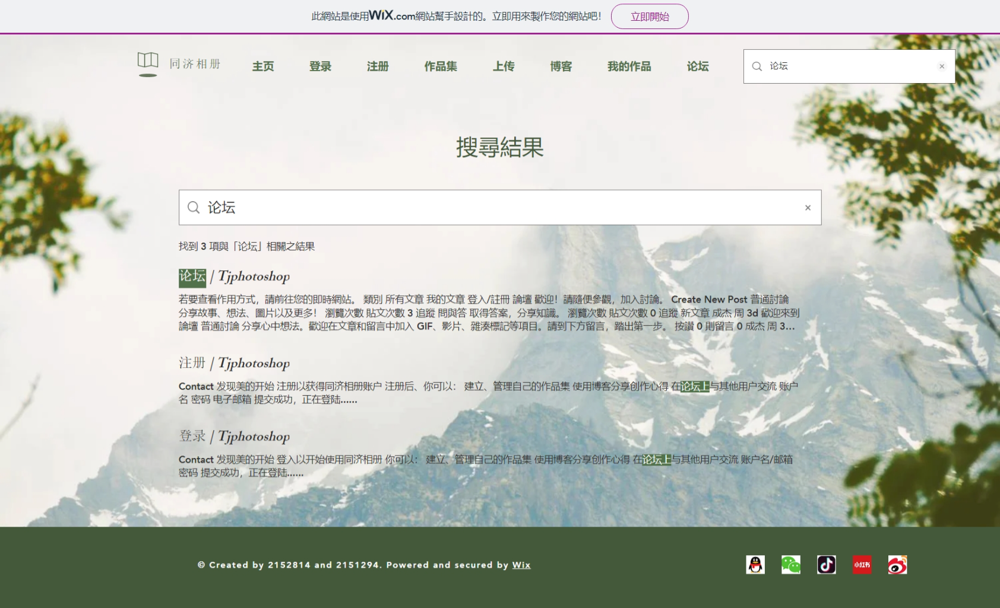 此網站是使用WiX.com網站幫手設計的。立即用來製作您的網站吧！ 立即開始
同济相册 主页 登录 注册 作品集 上传 博客 我的作品 论坛 论坛
搜尋結果
论坛
找到 3 項與「论坛」相關之結果
论坛 | Tjphotoshop
若要查看作用方式，請前往您的即時網站。 類別 所有文章 我的文章 登入/註冊 論壇 歡迎！請隨便參觀，加入討論。 Create New Post 普通討論
分享故事、想法、圖片以及更多！ 瀏覽次數 貼文次數 3 追蹤 問與答 取得答案，分享知識。 瀏覽次數 貼文次數 0 追蹤 新文章 成杰 周 3d 歡迎來到
論壇 普通討論 分享心中想法。歡迎在文章和留言中加入 GIF、影片、雜湊標記等項目。請到下方留言，踏出第一步。 按讚 0 則留言 0 成杰 周 3...
注册 | Tjphotoshop
Contact 发现美的开始 注册以获得同济相册账户 注册后、你可以： 建立、管理自己的作品集 使用博客分享创作心得 在论坛上与其他用户交流 账户
名 密码 电子邮箱 提交成功，正在登陆......
登录 | Tjphotoshop
Contact 发现美的开始 登入以开始使用同济相册 你可以： 建立、管理自己的作品集 使用博客分享创作心得 在论坛上与其他用户交流 账户名/邮箱
密码 提交成功，正在登陆......
© Created by 2152814 and 2151294. Powered and secured by Wix
小红书